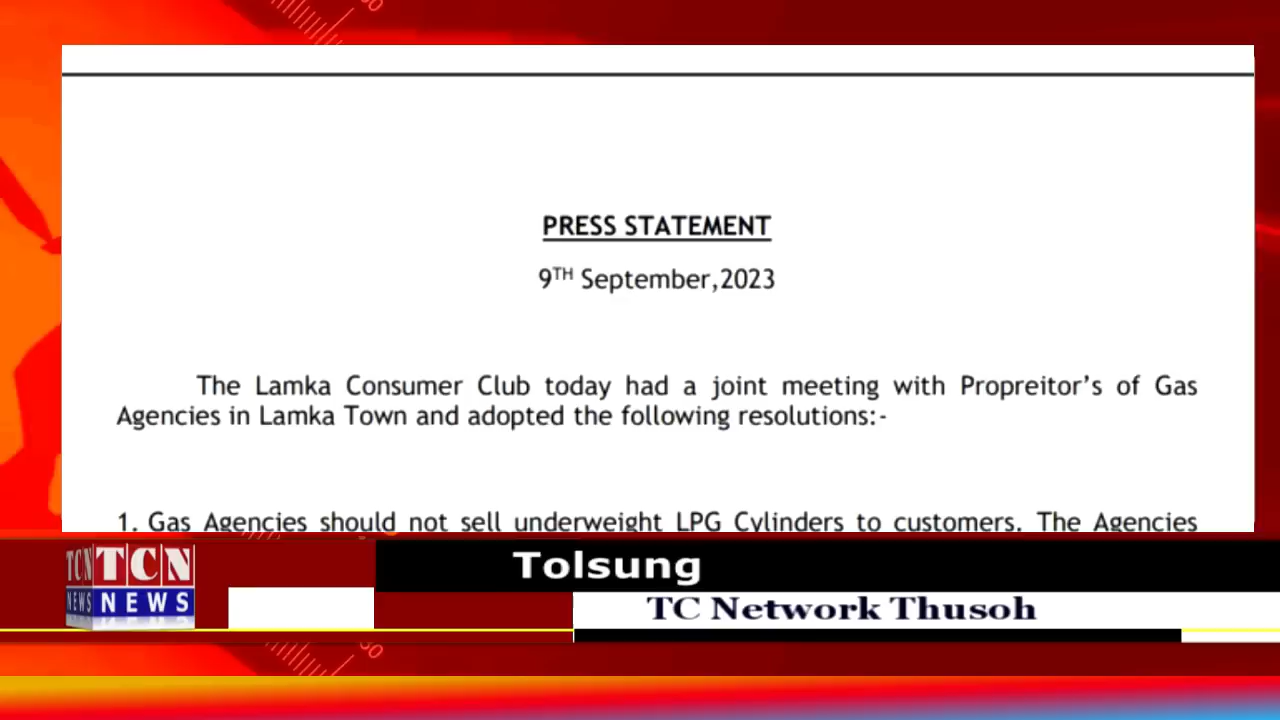 PRESS STATEMENT
9TH September,2023
The Lamka Consumer Club today had a joint meeting with Propreitor's of Gas
Agencies in Lamka Town and adopted the following resolutions:-
1. Gas Agencies should not sell underweight LPG Cylinders to customers. The Agencies
Tolsung
TC Network Thusoh
TCN TCN
NEWS NEWS
30
30